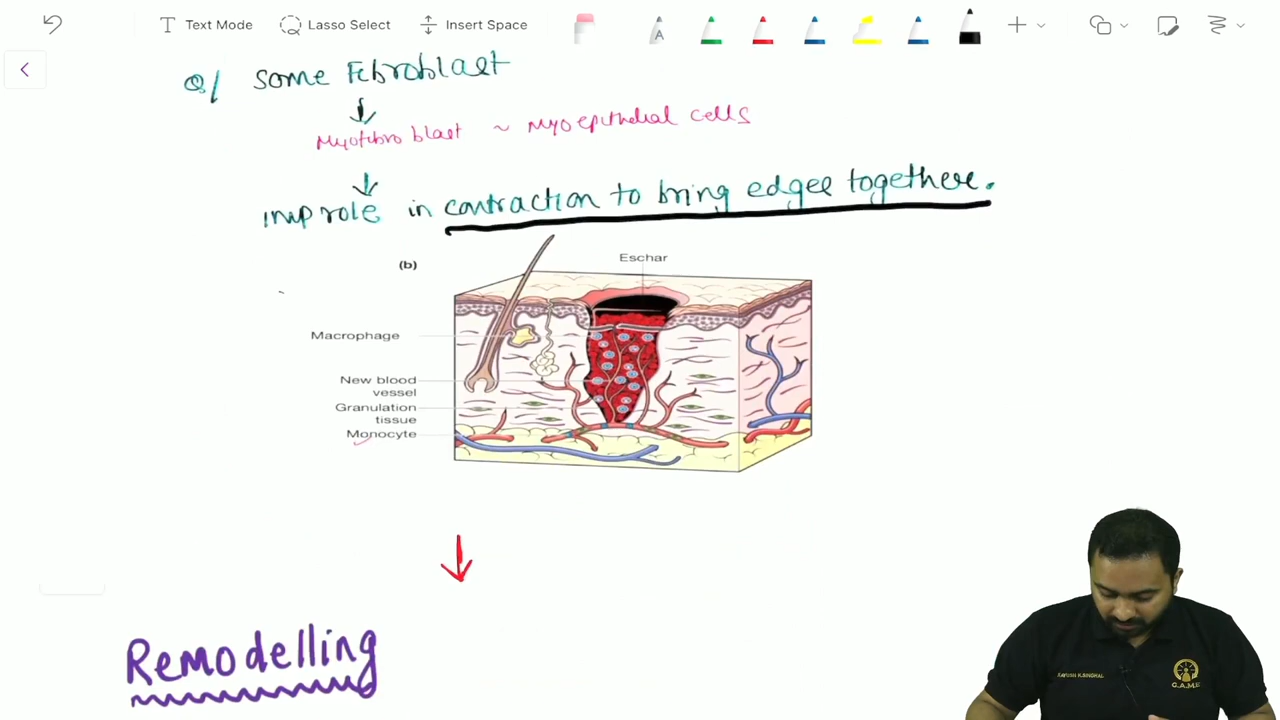 Text Mode Lasso Select Insert Space
A
Q/ Some Fibroblast
Myofibroblast ~ Myoepithelial cells
imp role in contraction to bring edges together.
(b) Eschar
Macrophage
New blood
vessel
Granulation
tissue
Monocyte
Remodelling
G.A.M.E